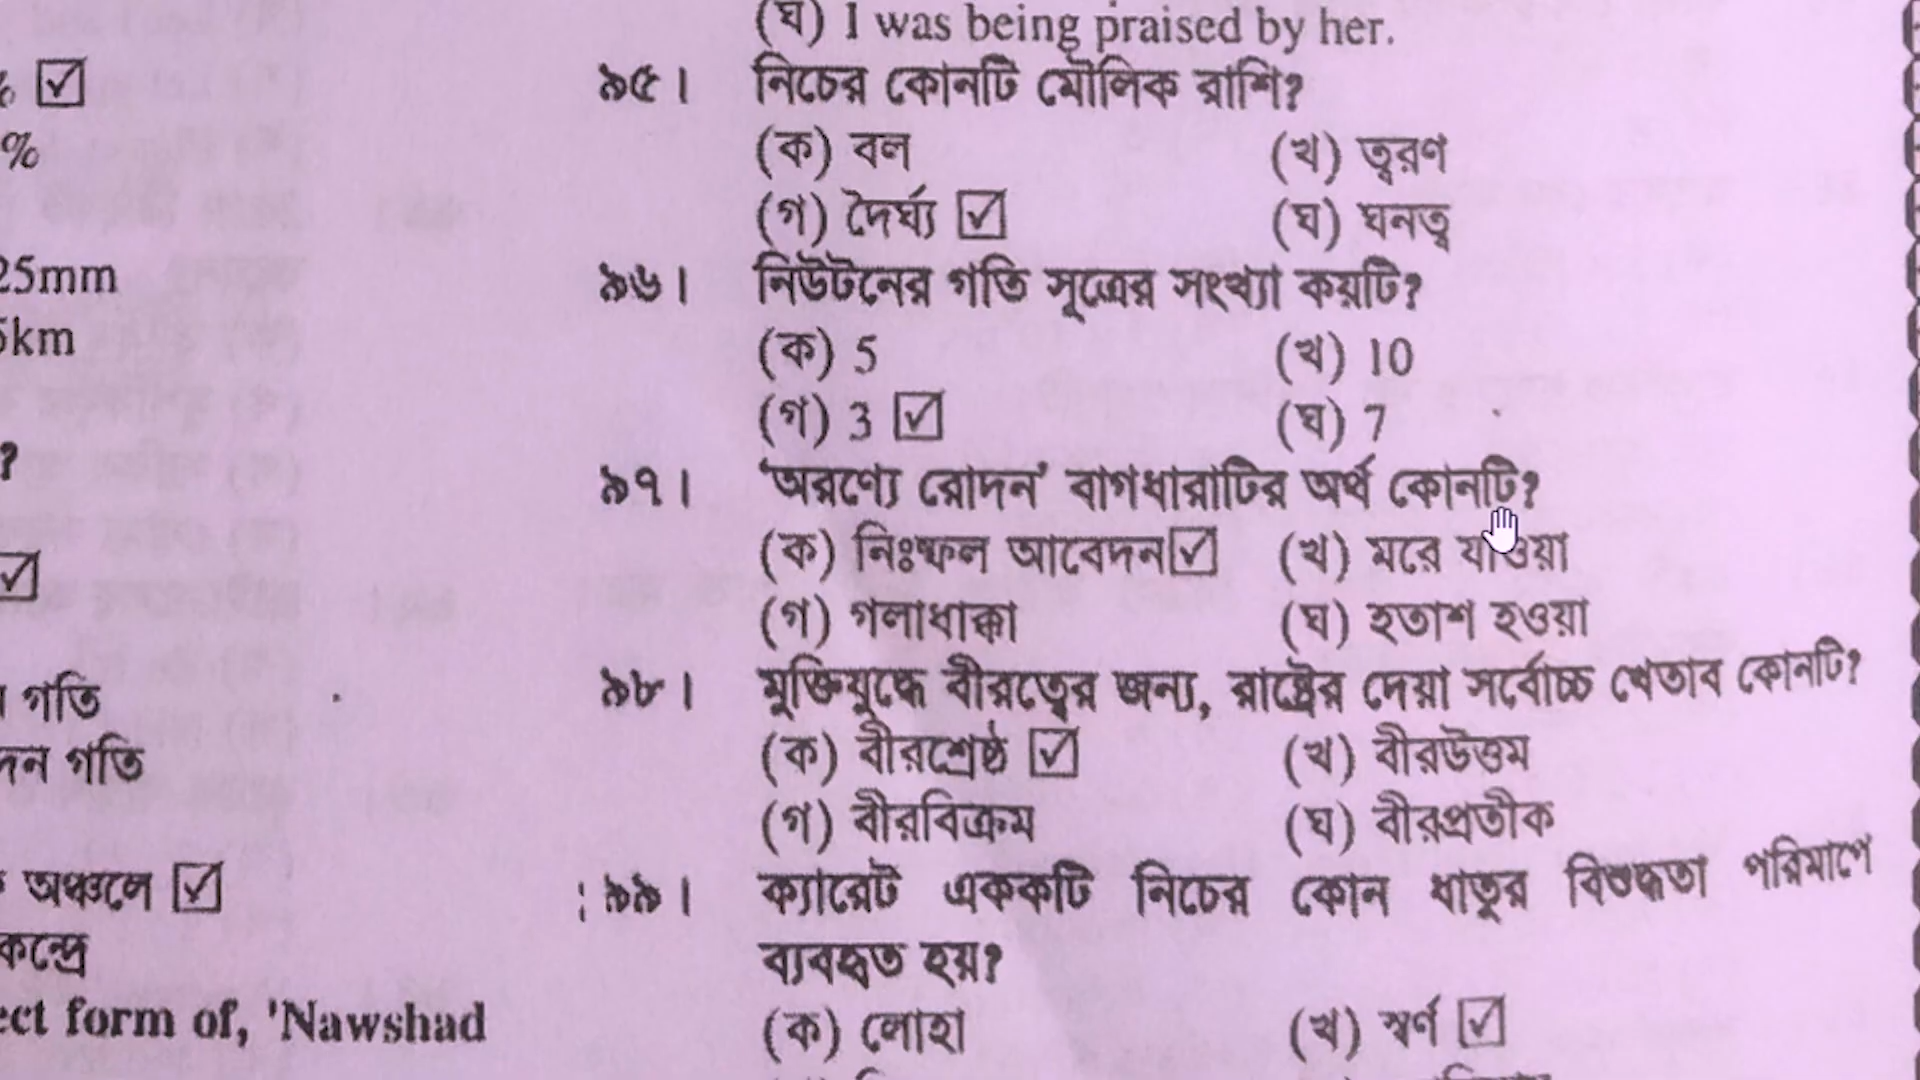 %
25mm
km
?
গতি
গতি
অঞ্চলে
form of, 'Nawshad
(ঘ) I was being praised by her.
৯৫। নিচের কোনটি মৌলিক রাশি?
(ক) বল (খ) ত্বরণ
(গ) দৈর্ঘ্য ☑ (ঘ) ঘনত্ব
৯৬। নিউটনের গতি সূত্রের সংখ্যা কয়টি?
(ক) 5 (খ) 10
(গ) 3 ☑ (ঘ) 7
৯৭। 'অরণ্যে রোদন' বাগধারাটির অর্থ কোনটি?
(ক) নিঃষ্ফল আবেদন ☑ (খ) মরে যাওয়া
(গ) গলাধাক্কা (ঘ) হতাশ হওয়া
৯৮। মুক্তিযুদ্ধে বীরত্বের জন্য, রাষ্ট্রের দেয়া সর্বোচ্চ খেতাব কোনটি?
(ক) বীরশ্রেষ্ঠ ☑ (খ) বীরউত্তম
(গ) বীরবিক্রম (ঘ) বীরপ্রতীক
৯৯। ক্যারেট এককটি নিচের কোন ধাতুর বিশুদ্ধতা পরিমাপে
ব্যবহৃত হয়?
(ক) লোহা (খ) স্বর্ণ ☑